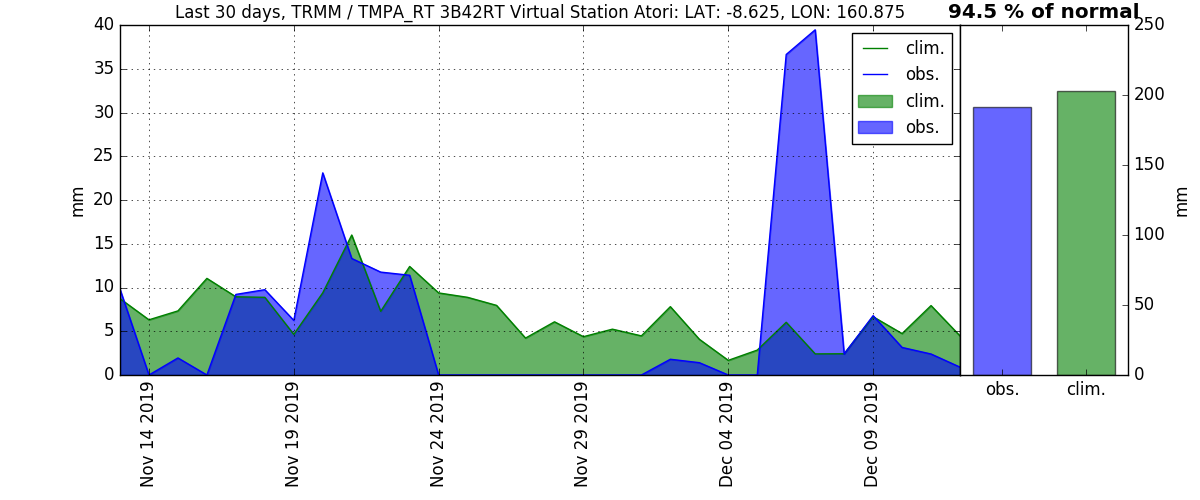 Last 30 days, TRMM / TMPA_RT 3B42RT Virtual Station Atori: LAT: -8.625, LON: 160.875
94.5 % of normal
40
35
30
25
20
15
10
5
0
mm
clim.
obs.
clim.
obs.
Nov 14 2019
Nov 19 2019
Nov 24 2019
Nov 29 2019
Dec 04 2019
Dec 09 2019
250
200
150
100
50
0
mm
obs.
clim.